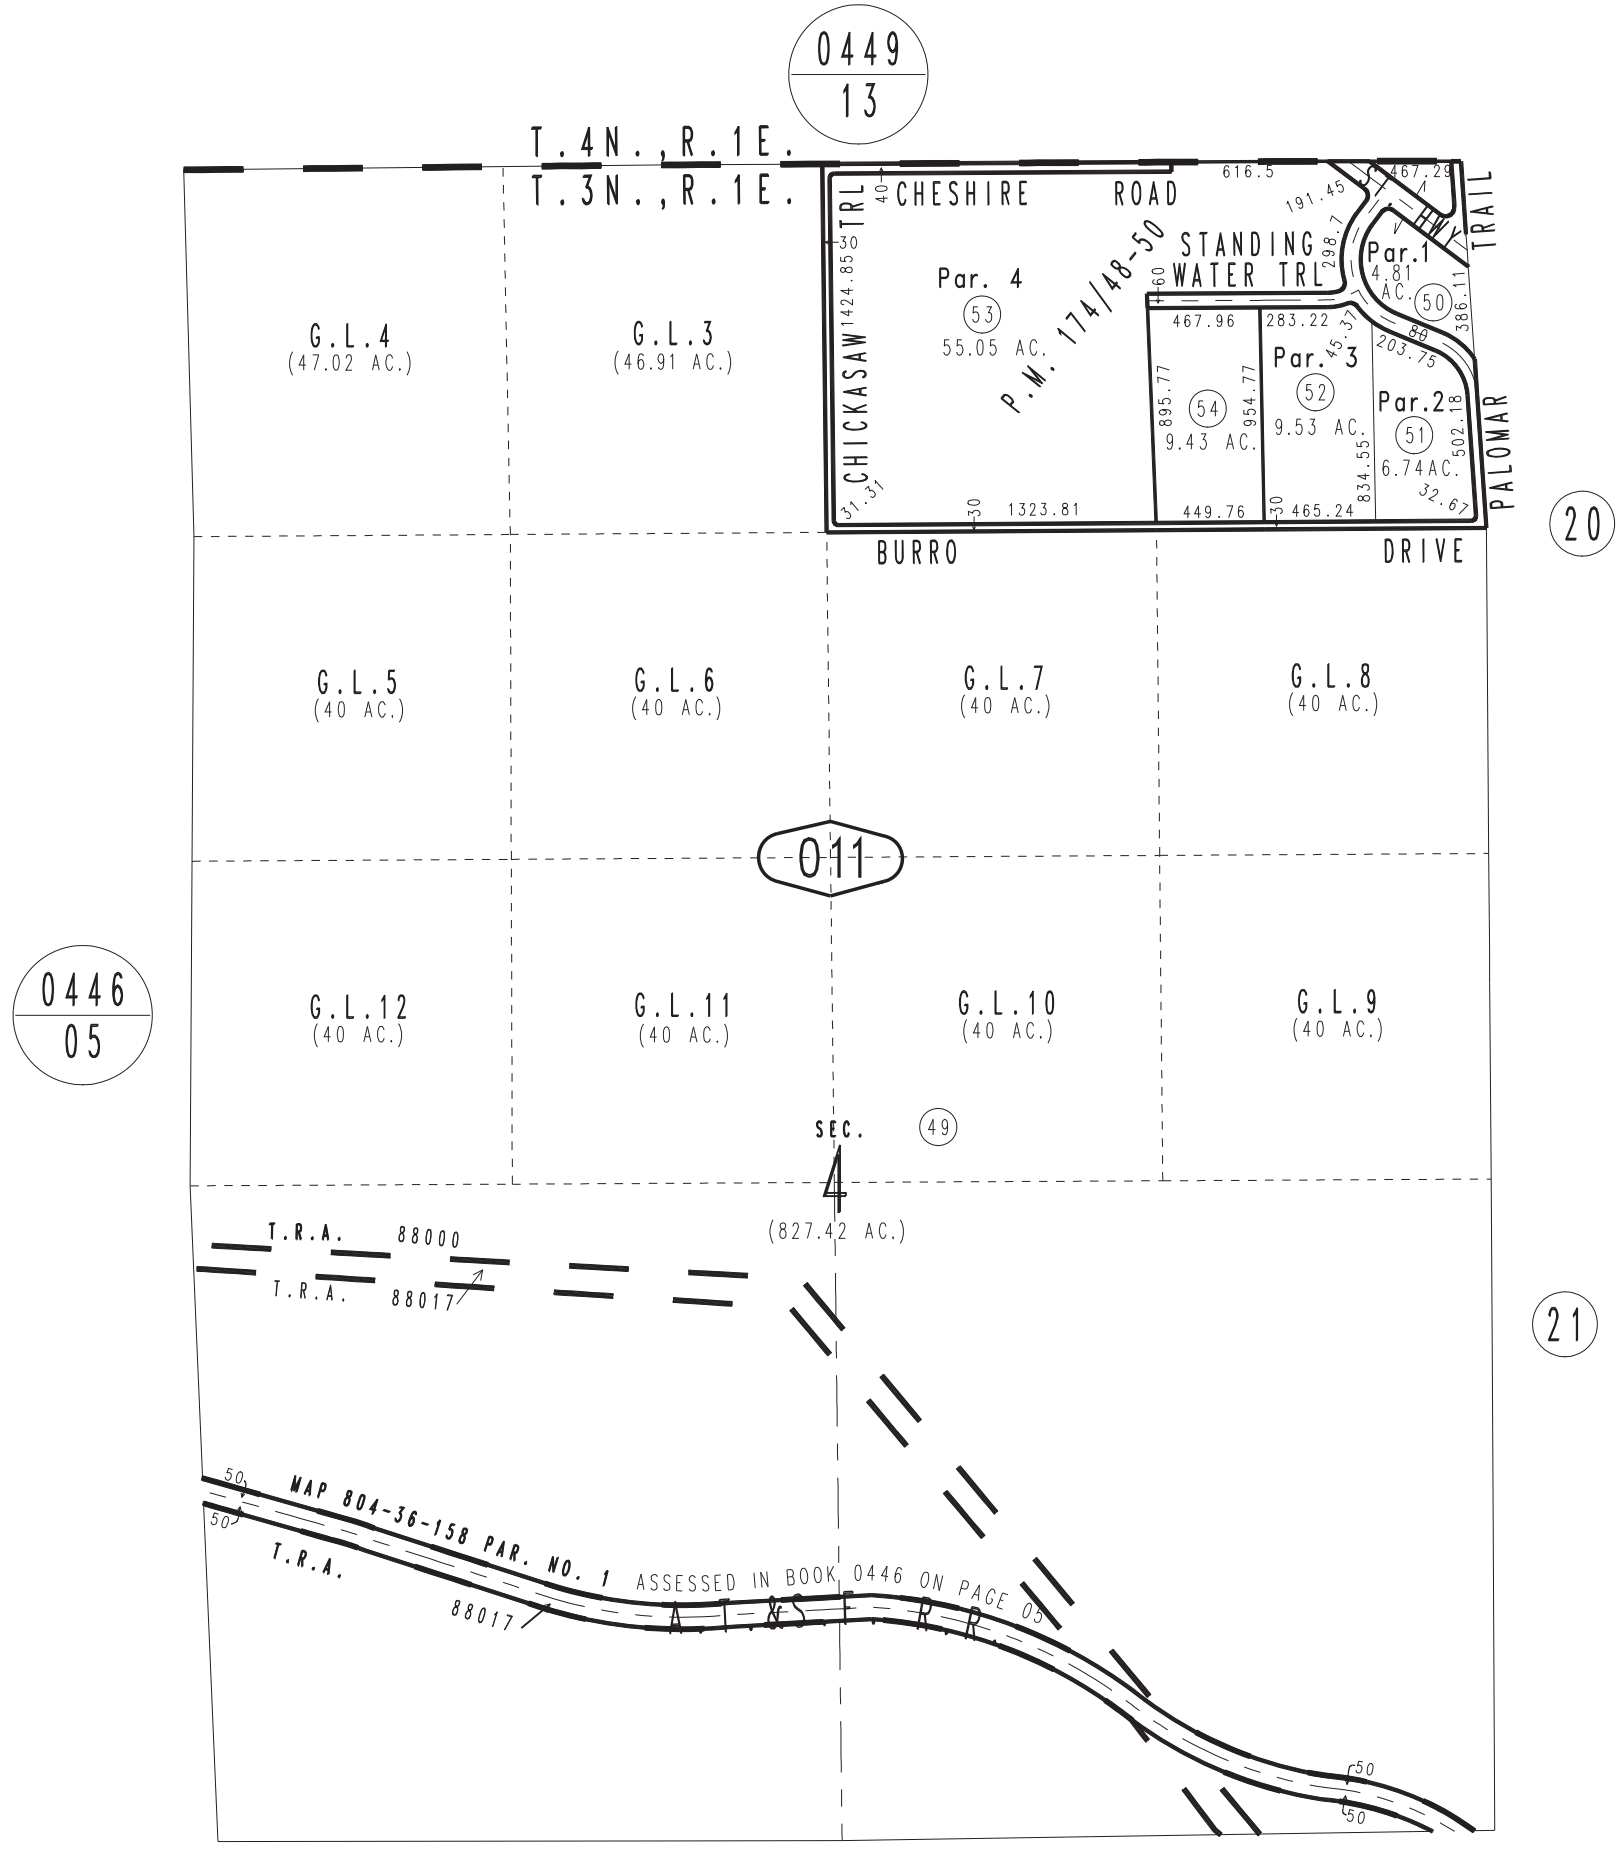 0449
13
T.4N.,R.1E.
T.3N.,R.1E.
CHESHIRE ROAD
40
616.5
467.29
191.45
HWY
TRAIL
CHICKASAW TRL
30
1424.85
298.7
STANDING
WATER TRL
60
P.M. 174/48-50
Par. 4
53
55.05 AC.
Par.1
4.81
AC.
50
386.11
G.L.4
(47.02 AC.)
G.L.3
(46.91 AC.)
467.96
283.22
45.37
80
203.75
Par. 3
52
9.53 AC.
895.77
54
9.43 AC.
954.77
Par.2
51
6.74AC.
502.18
834.55
32.67
PALOMAR
31.31
30
1323.81
449.76
30
465.24
BURRO DRIVE
20
G.L.5
(40 AC.)
G.L.6
(40 AC.)
G.L.7
(40 AC.)
G.L.8
(40 AC.)
011
0446
05
G.L.12
(40 AC.)
G.L.11
(40 AC.)
G.L.10
(40 AC.)
G.L.9
(40 AC.)
SEC.
49
4
(827.42 AC.)
T.R.A. 88000
T.R.A. 88017
21
50
50
MAP 804-36-158 PAR. NO. 1
ASSESSED IN BOOK 0446 ON PAGE 05
T.R.A.
88017
A.T.&S.F. R.R.
50
50